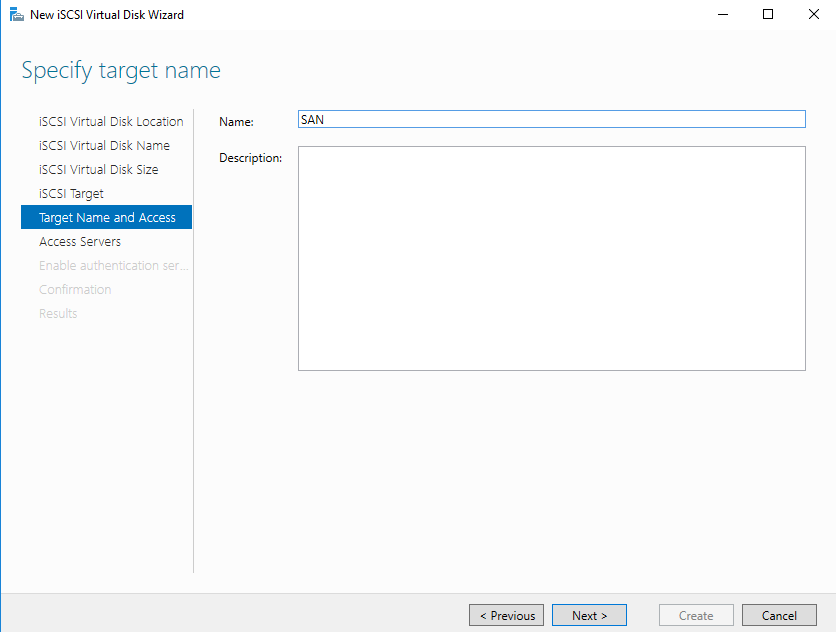 New iSCSI Virtual Disk Wizard
Specify target name
iSCSI Virtual Disk Location
iSCSI Virtual Disk Name
iSCSI Virtual Disk Size
iSCSI Target
Target Name and Access
Access Servers
Enable authentication ser...
Confirmation
Results
Name:
SAN
Description:
< Previous
Next >
Create
Cancel